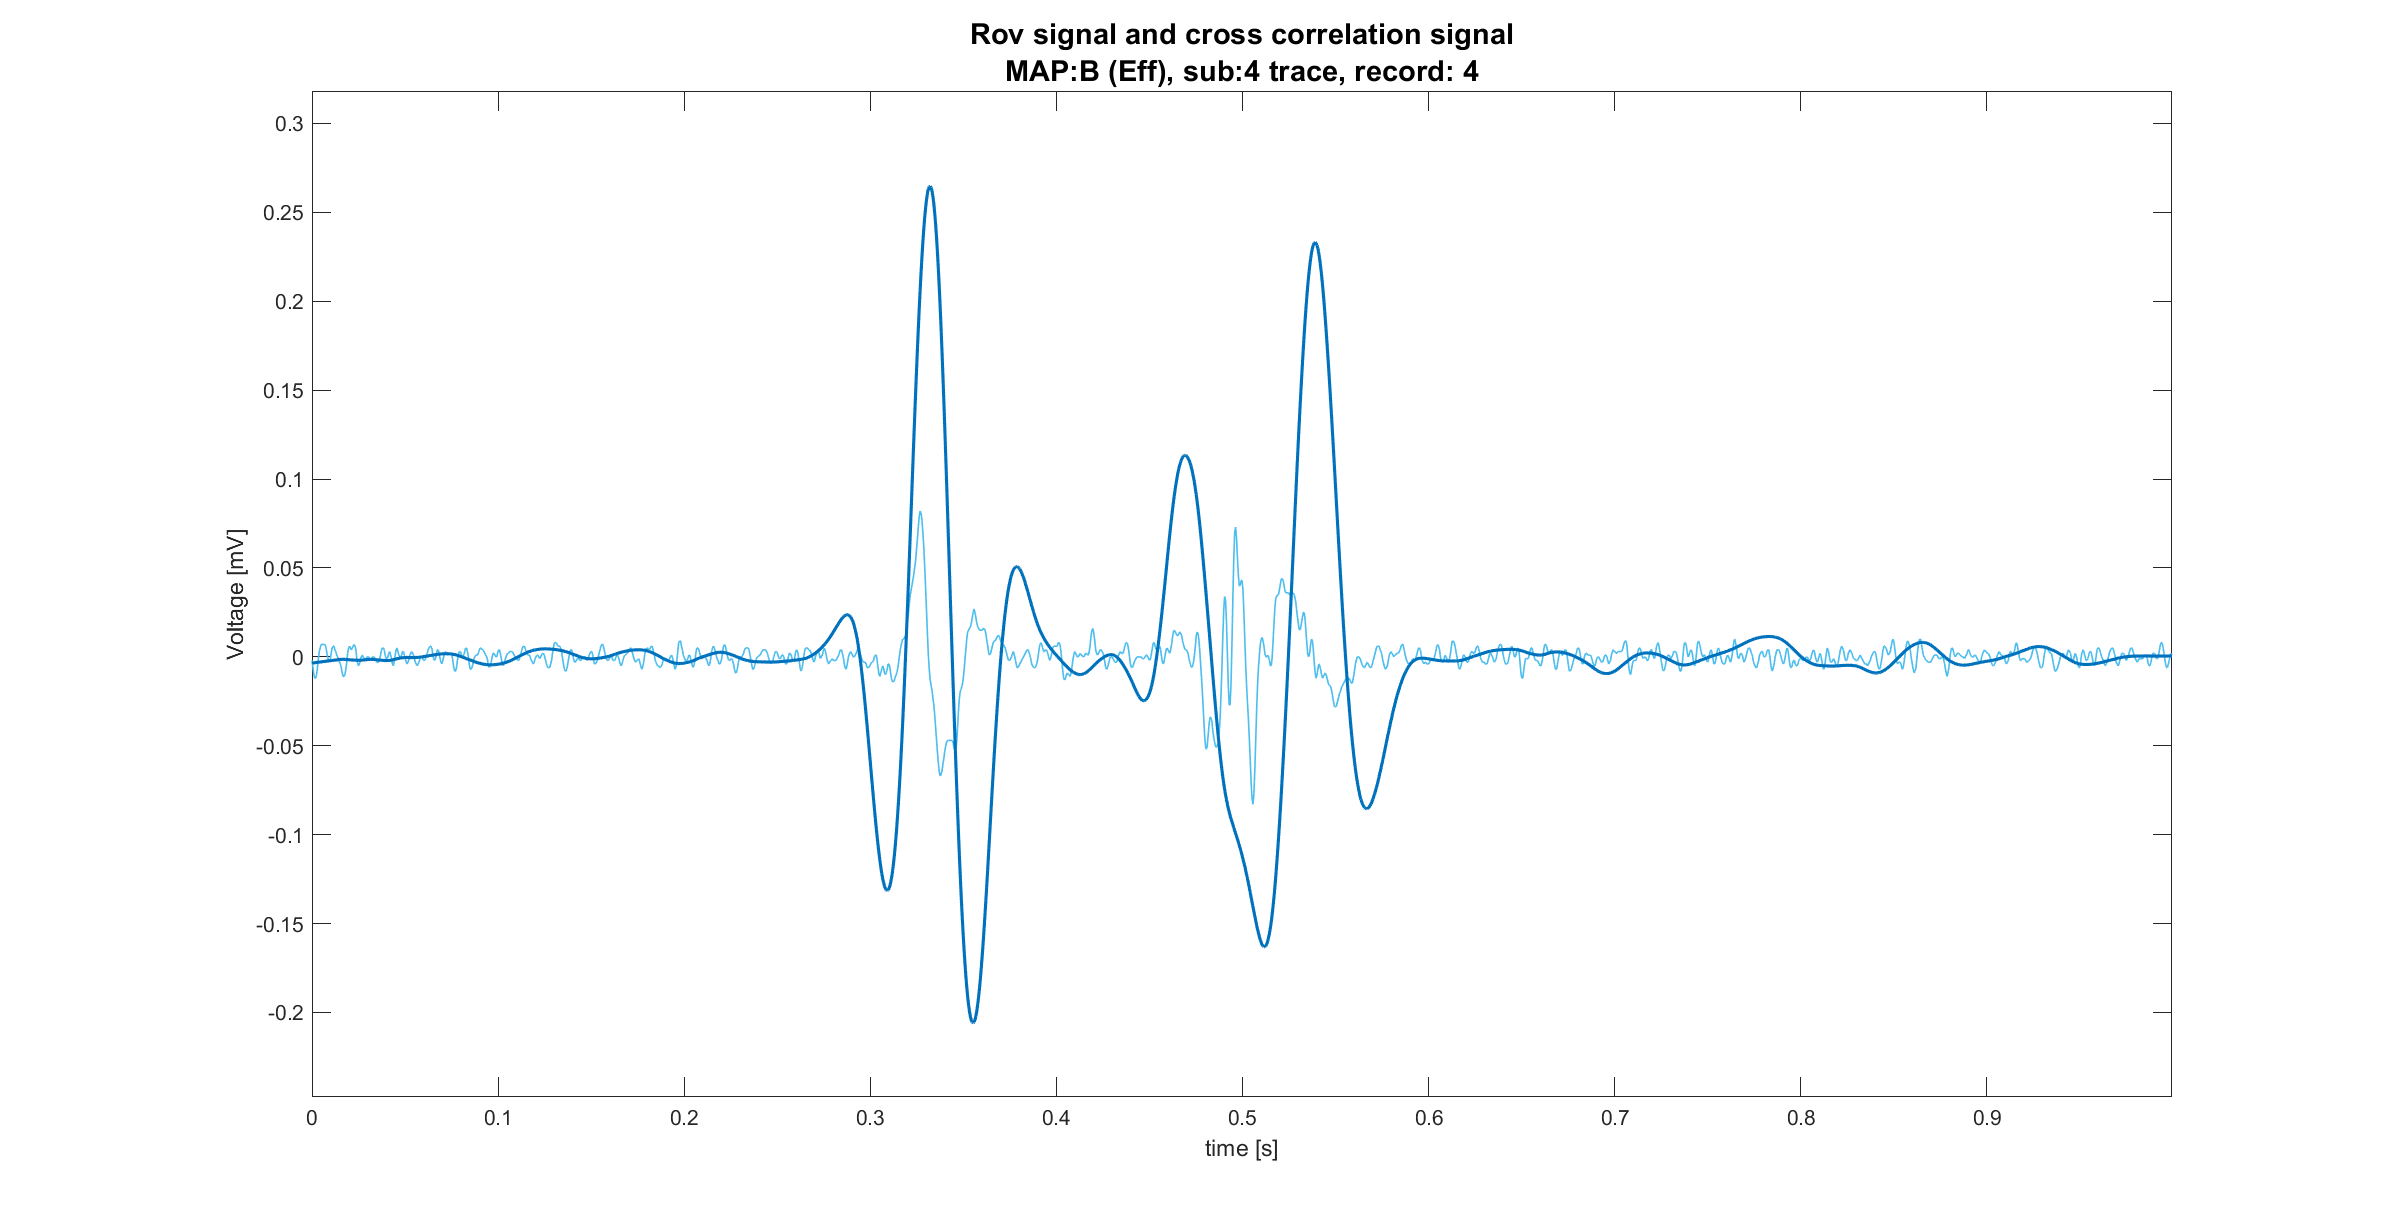 Rov signal and cross correlation signal
MAP:B (Eff), sub:4 trace, record: 4
0.3
0.25
0.2
0.15
0.1
0.05
0
-0.05
-0.1
-0.15
-0.2
Voltage [mV]
0 0.1 0.2 0.3 0.4 0.5 0.6 0.7 0.8 0.9
time [s]